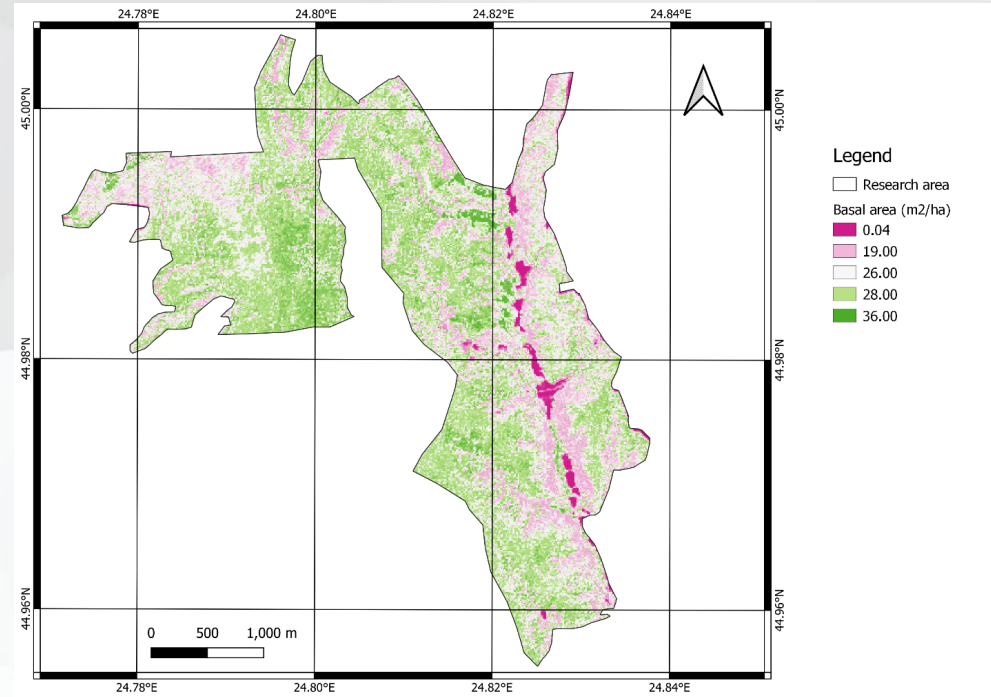 24.78°E 24.80°E 24.82°E 24.84°E
45.00°N 45.00°N
44.98°N 44.98°N
44.96°N 44.96°N
0 500 1,000 m
24.78°E 24.80°E 24.82°E 24.84°E
Legend
Research area
Basal area (m2/ha)
0.04
19.00
26.00
28.00
36.00